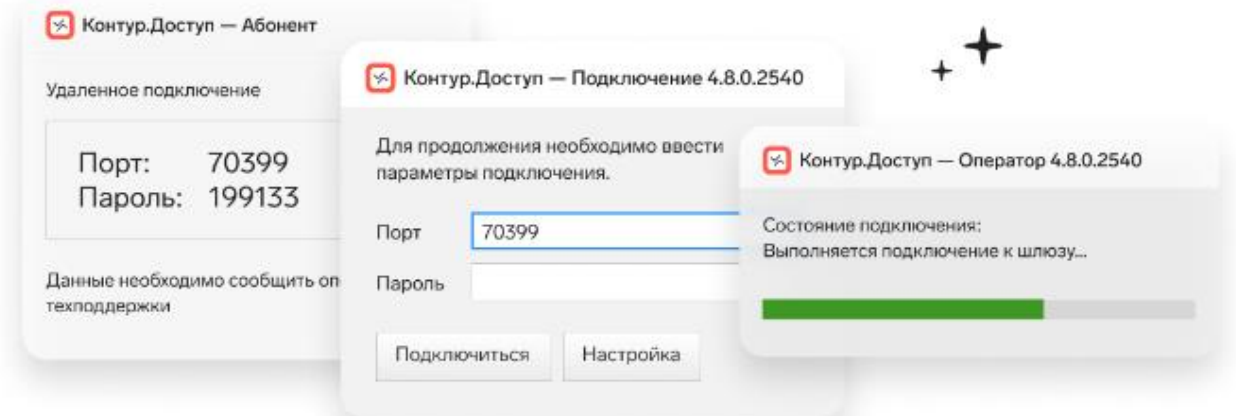 Контур.Доступ — Абонент
Удаленное подключение
Порт: 70399
Пароль: 199133
Данные необходимо сообщить
техподдержки
Контур.Доступ — Подключение 4.8.0.2540
Для продолжения необходимо ввести
параметры подключения.
Порт 70399
Пароль
Подключиться Настройка
Контур.Доступ — Оператор 4.8.0.2540
Состояние подключения:
Выполняется подключение к шлюзу...